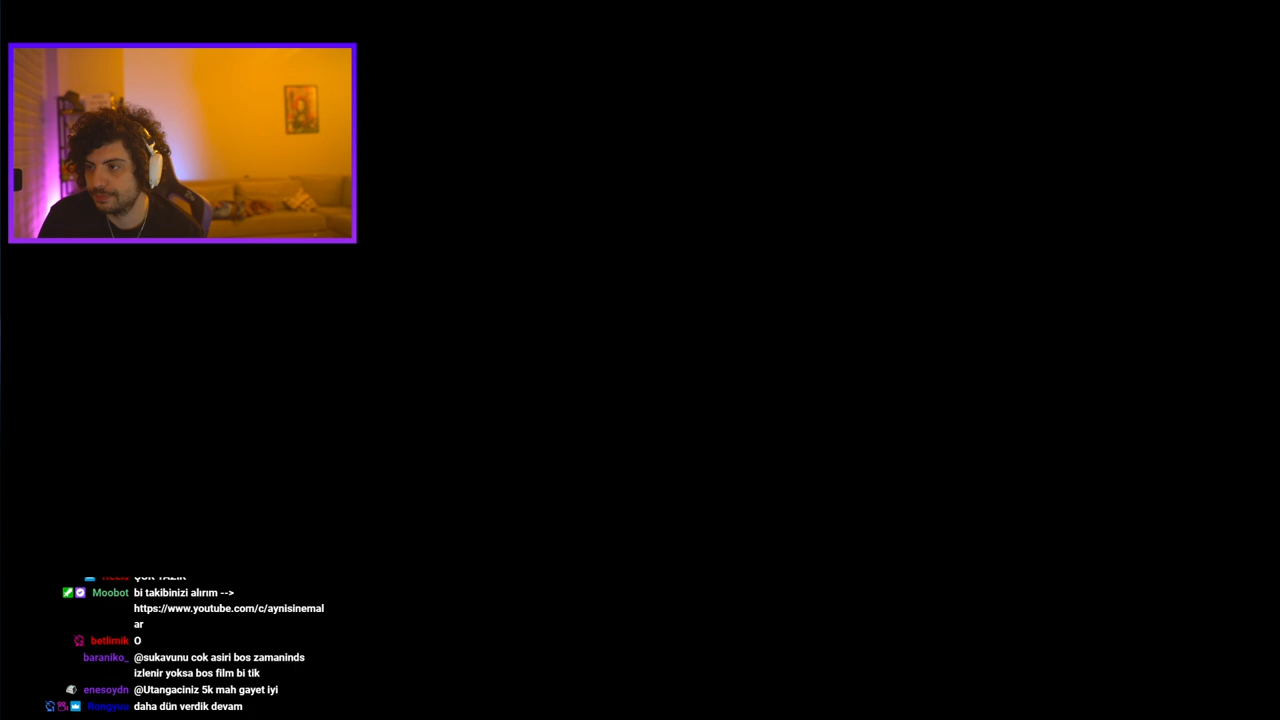 Moobot bi takibinizi alırım -->
https://www.youtube.com/c/aynisinemal
ar
betlimik O
baraniko_ @sukavunu cok asiri bos zamaninds
izlenir yoksa bos film bi tik
enesoydn @Utangaciniz 5k mah gayet iyi
Rongyuu daha dün verdik devam